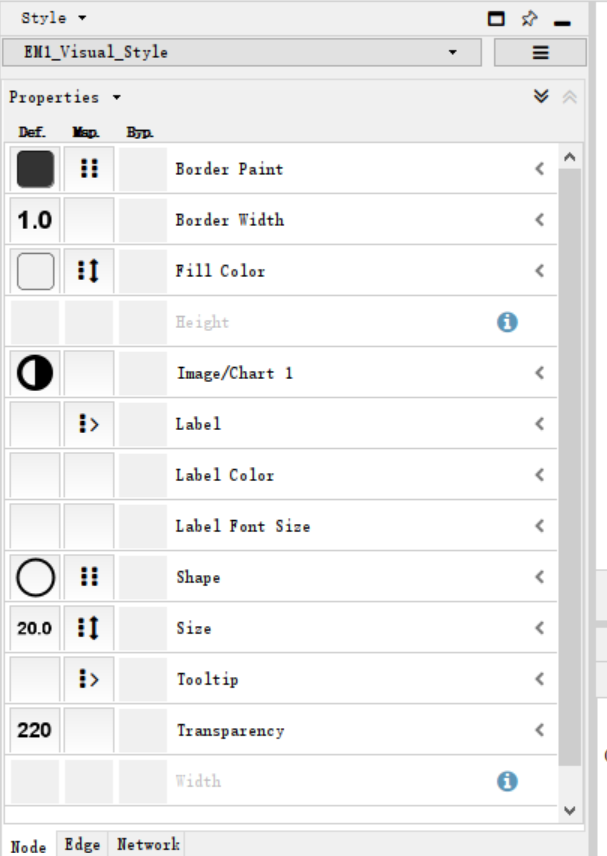 Style
EM1_Visual_Style
Properties
Def. Map. Byp.
Border Paint
1.0 Border Width
Fill Color
Height
Image/Chart 1
Label
Label Color
Label Font Size
Shape
20.0 Size
Tooltip
220 Transparency
Width
Node Edge Network